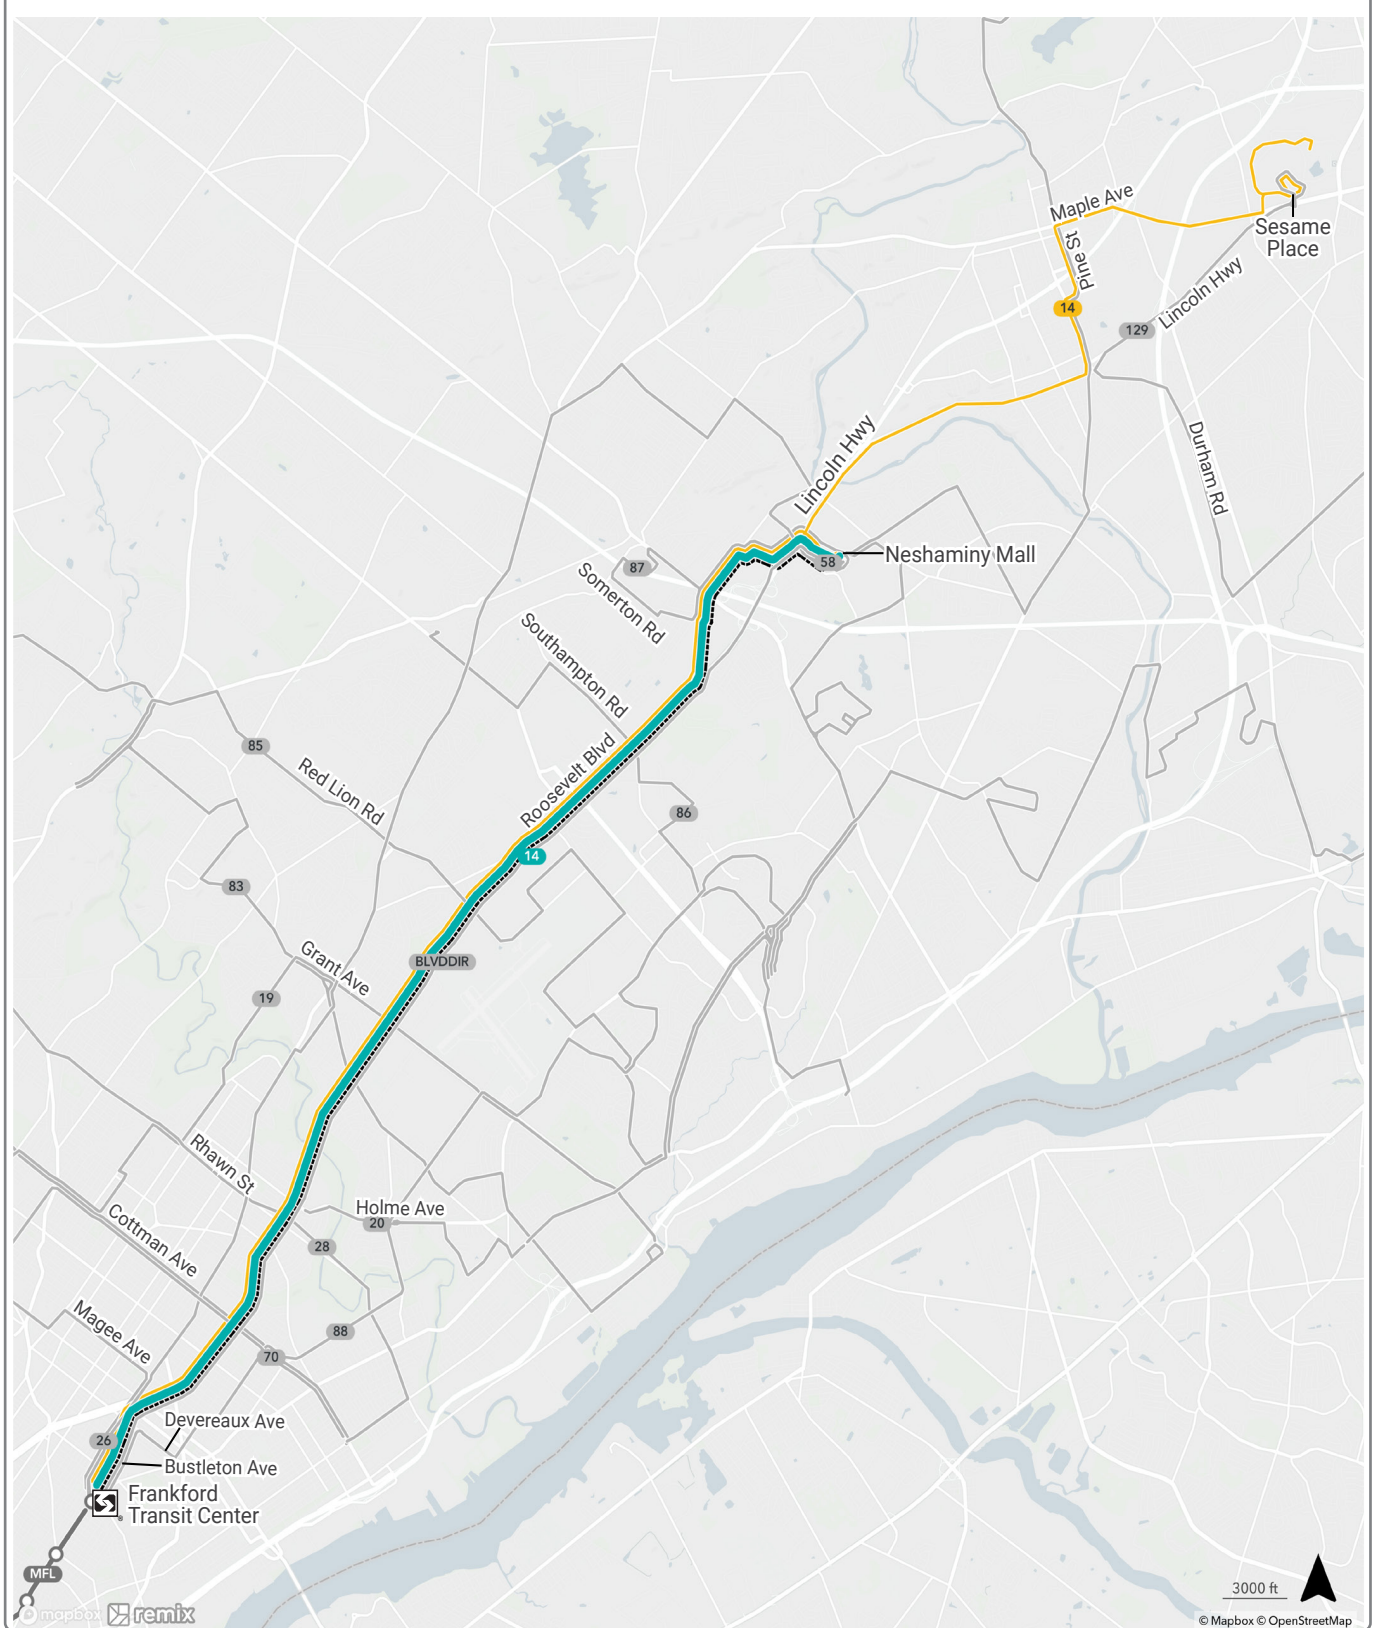 Maple Ave
Sesame
Place
Pine St
14
129
Lincoln Hwy
Lincoln Hwy
Durham Rd
Neshaminy Mall
58
87
Somerton Rd
Southampton Rd
85
Red Lion Rd
Roosevelt Blvd
86
14
83
BLVDDIR
Grant Ave
19
Rhawn St
Holme Ave
20
Cottman Ave
28
Magee Ave
88
70
Devereaux Ave
26
Bustleton Ave
Frankford
Transit Center
MFL
mapbox remix
3000 ft
© Mapbox © OpenStreetMap